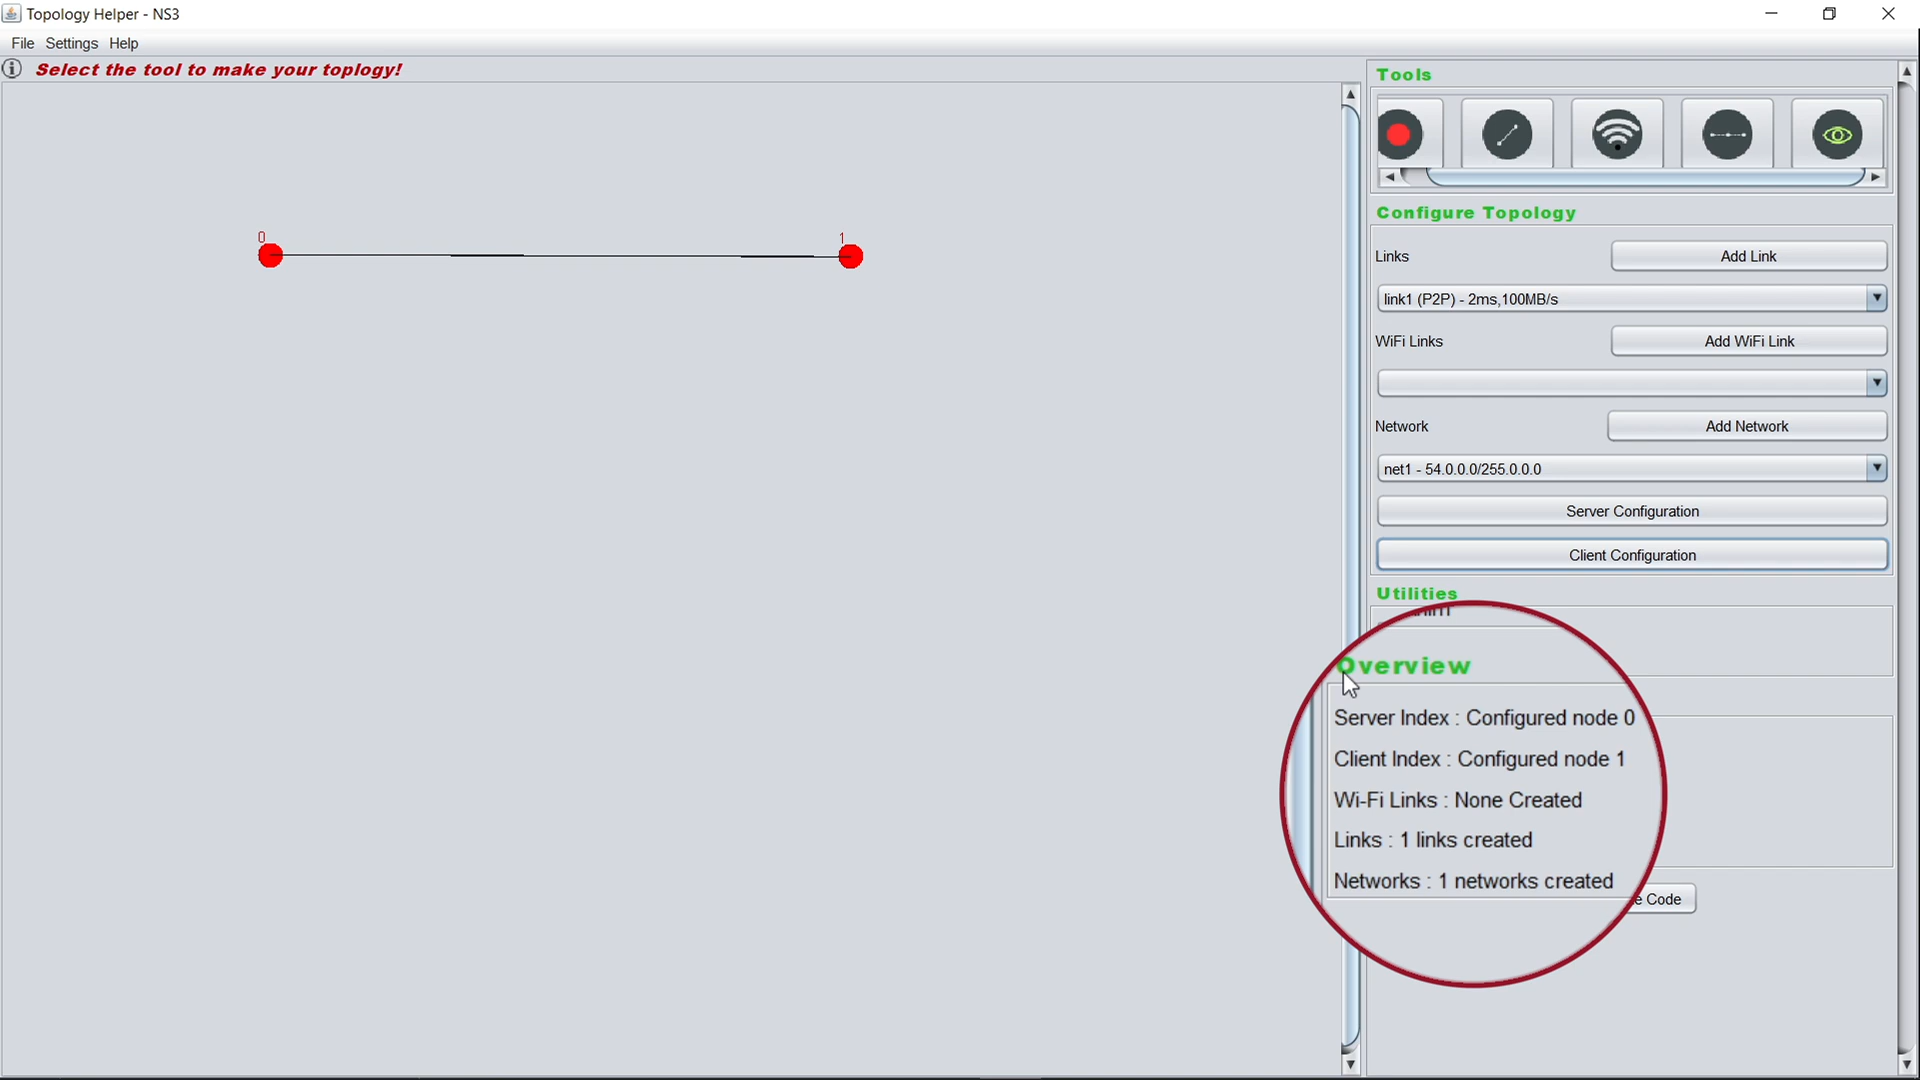 Topology Helper - NS3
File Settings Help
Select the tool to make your toplogy!
0
1
Tools
Configure Topology
Links
Add Link
link1 (P2P) - 2ms,100MB/s
WiFi Links
Add WiFi Link
Network
Add Network
net1 - 54.0.0.0/255.0.0.0
Server Configuration
Client Configuration
Utilities
Overview
Server Index : Configured node 0
Client Index : Configured node 1
Wi-Fi Links : None Created
Links : 1 links created
Networks : 1 networks created
Code